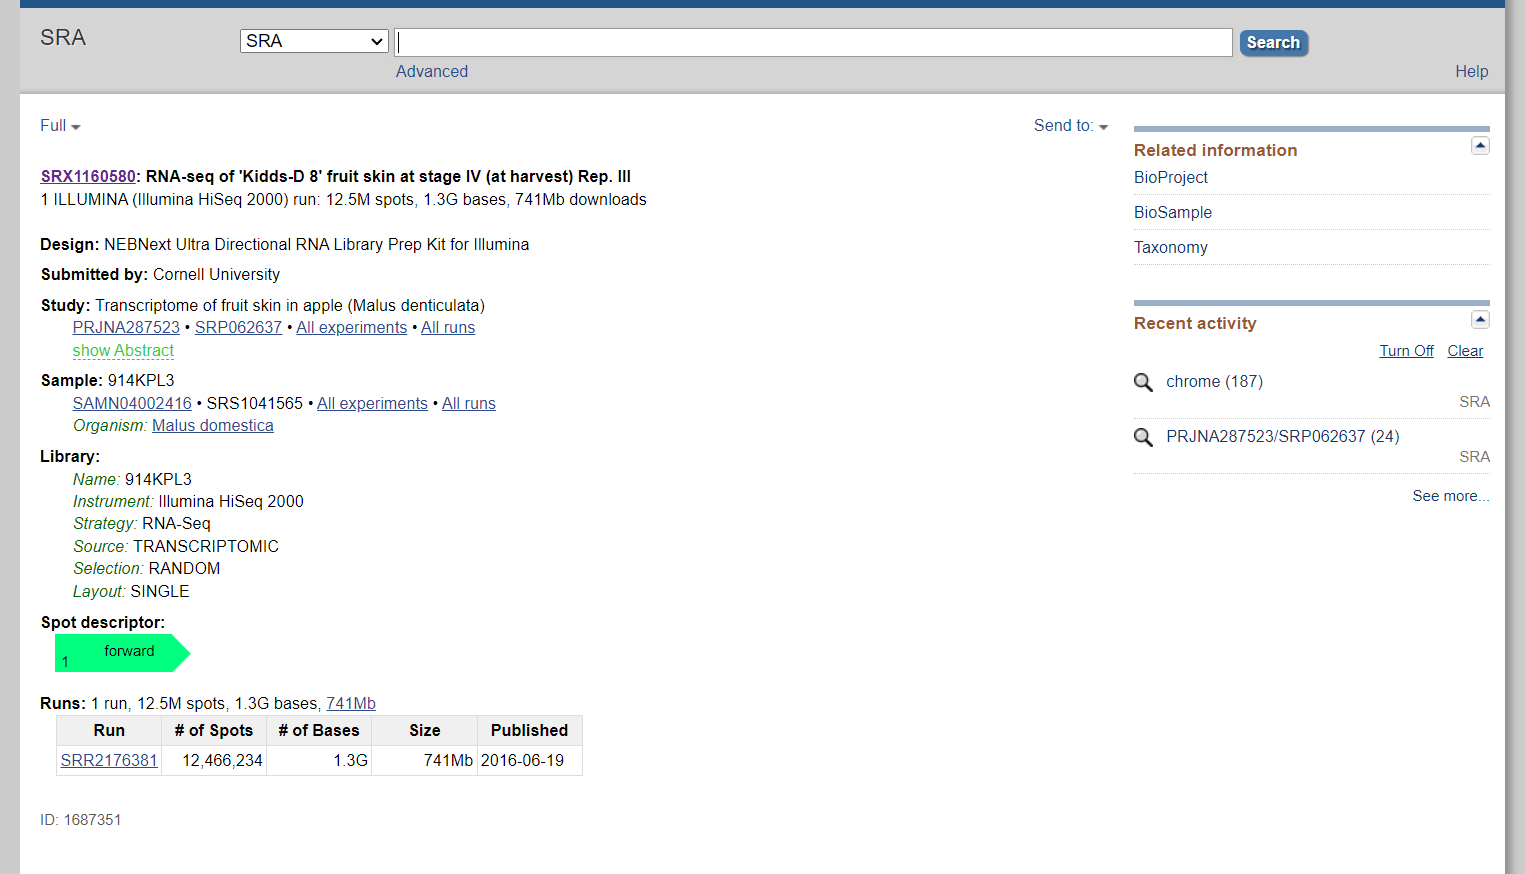 SRA
SRA
Search
Advanced
Help
Full
Send to:
SRX1160580: RNA-seq of 'Kidds-D 8' fruit skin at stage IV (at harvest) Rep. III
1 ILLUMINA (Illumina HiSeq 2000) run: 12.5M spots, 1.3G bases, 741Mb downloads
Design: NEBNext Ultra Directional RNA Library Prep Kit for Illumina
Submitted by: Cornell University
Study: Transcriptome of fruit skin in apple (Malus denticulata)
PRJNA287523 • SRP062637 • All experiments • All runs
show Abstract
Sample: 914KPL3
SAMN04002416 • SRS1041565 • All experiments • All runs
Organism: Malus domestica
Library:
Name: 914KPL3
Instrument: Illumina HiSeq 2000
Strategy: RNA-Seq
Source: TRANSCRIPTOMIC
Selection: RANDOM
Layout: SINGLE
Spot descriptor:
forward
1
Runs: 1 run, 12.5M spots, 1.3G bases, 741Mb
Run # of Spots # of Bases Size Published
SRR2176381 12,466,234 1.3G 741Mb 2016-06-19
ID: 1687351
Related information
BioProject
BioSample
Taxonomy
Recent activity
Turn Off Clear
chrome (187)
SRA
PRJNA287523/SRP062637 (24)
SRA
See more...